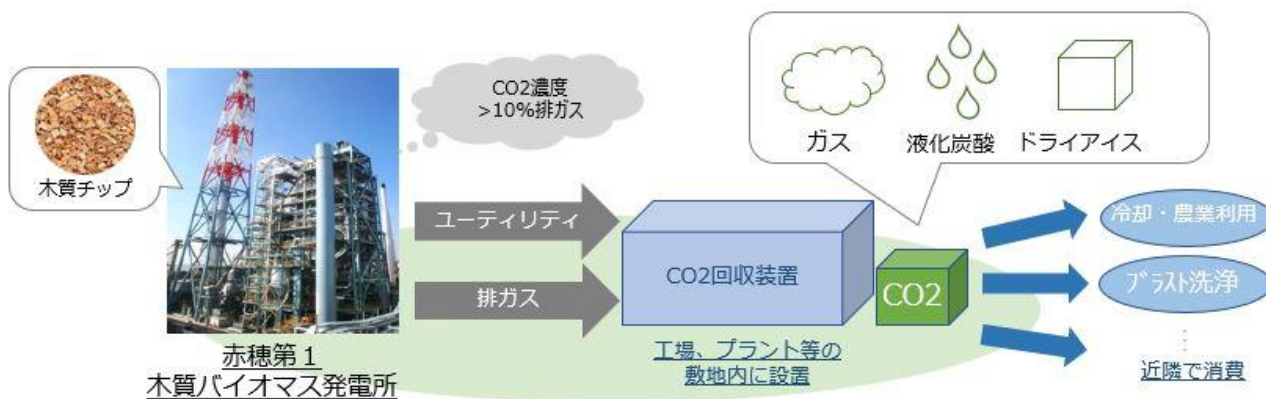 木質チップ
CO2濃度
>10%排ガス
ガス
液化炭酸
ドライアイス
ユーティリティ
排ガス
CO2回収装置
CO2
冷却・農業利用
ブラスト洗浄
近隣で消費
赤穂第1
木質バイオマス発電所
工場、プラント等の
敷地内に設置